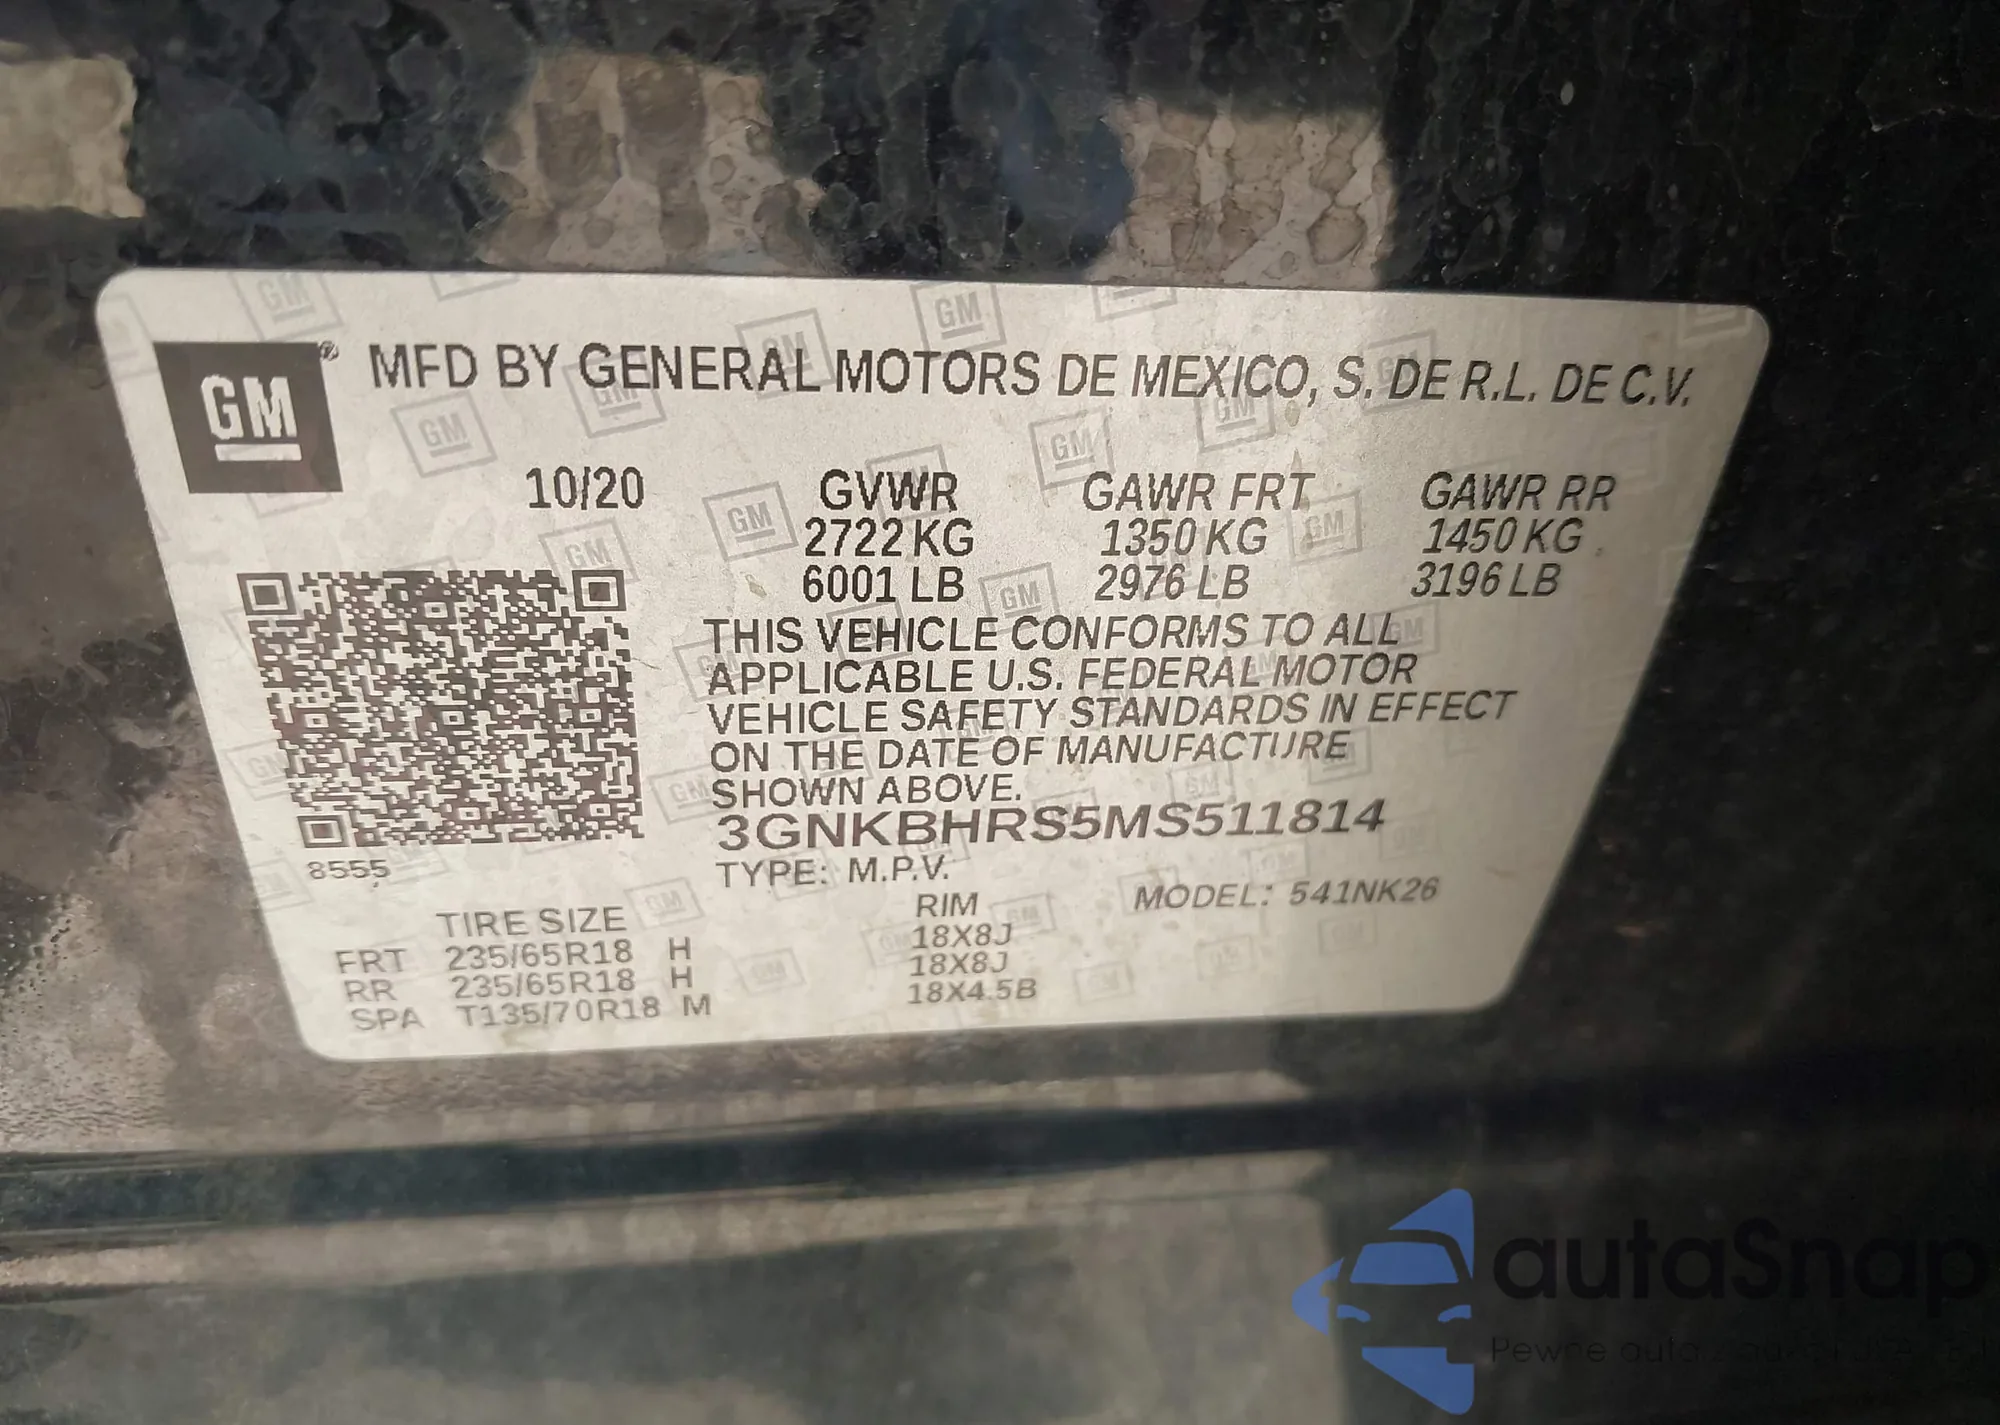 GM® MFD BY GENERAL MOTORS DE MEXICO, S. DE R.L. DE C.V.
10/20 GVWR GAWR FRT GAWR RR
2722 KG 1350 KG 1450 KG
6001 LB 2976 LB 3196 LB
THIS VEHICLE CONFORMS TO ALL
APPLICABLE U.S. FEDERAL MOTOR
VEHICLE SAFETY STANDARDS IN EFFECT
ON THE DATE OF MANUFACTURE
SHOWN ABOVE.
3GNKBHRS5MS511814
8555
TYPE: M.P.V. MODEL: 541NK26
TIRE SIZE RIM
FRT 235/65R18 H 18X8J
RR 235/65R18 H 18X8J
SPA T135/70R18 M 18X4.5B
autaSnap
Pewne auta